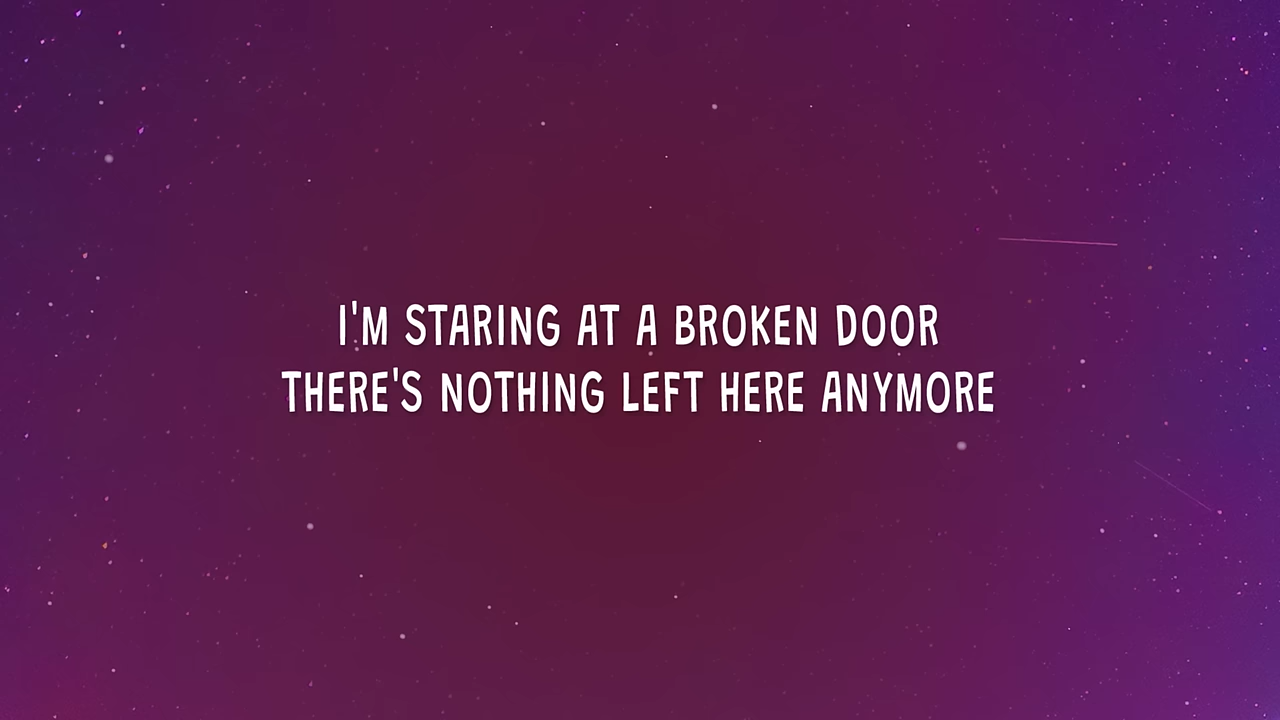 I'M STARING AT A BROKEN DOOR
THERE'S NOTHING LEFT HERE ANYMORE